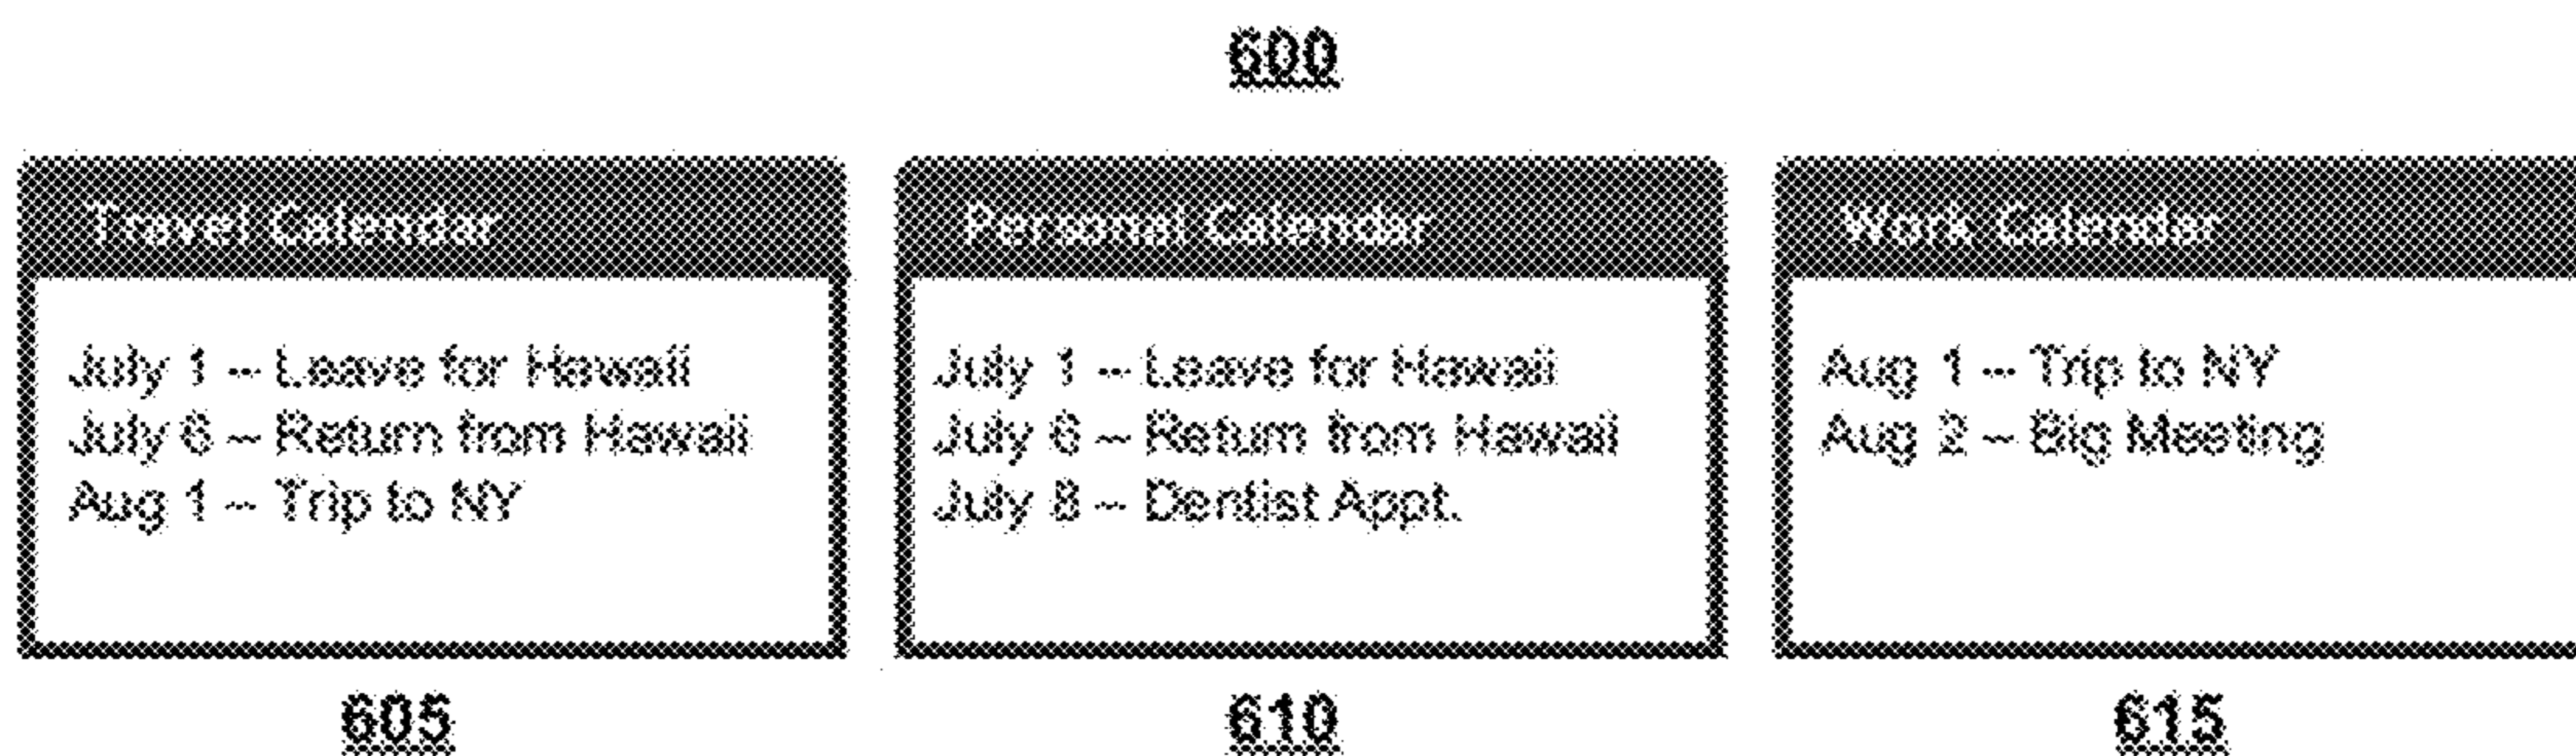 600
Travel Calendar
July 1 -- Leave for Hawaii
July 6 -- Return from Hawaii
Aug 1 -- Trip to NY
605
Personal Calendar
July 1 -- Leave for Hawaii
July 6 -- Return from Hawaii
July 8 -- Dentist Appt.
610
Work Calendar
Aug 1 -- Trip to NY
Aug 2 -- Big Meeting
615